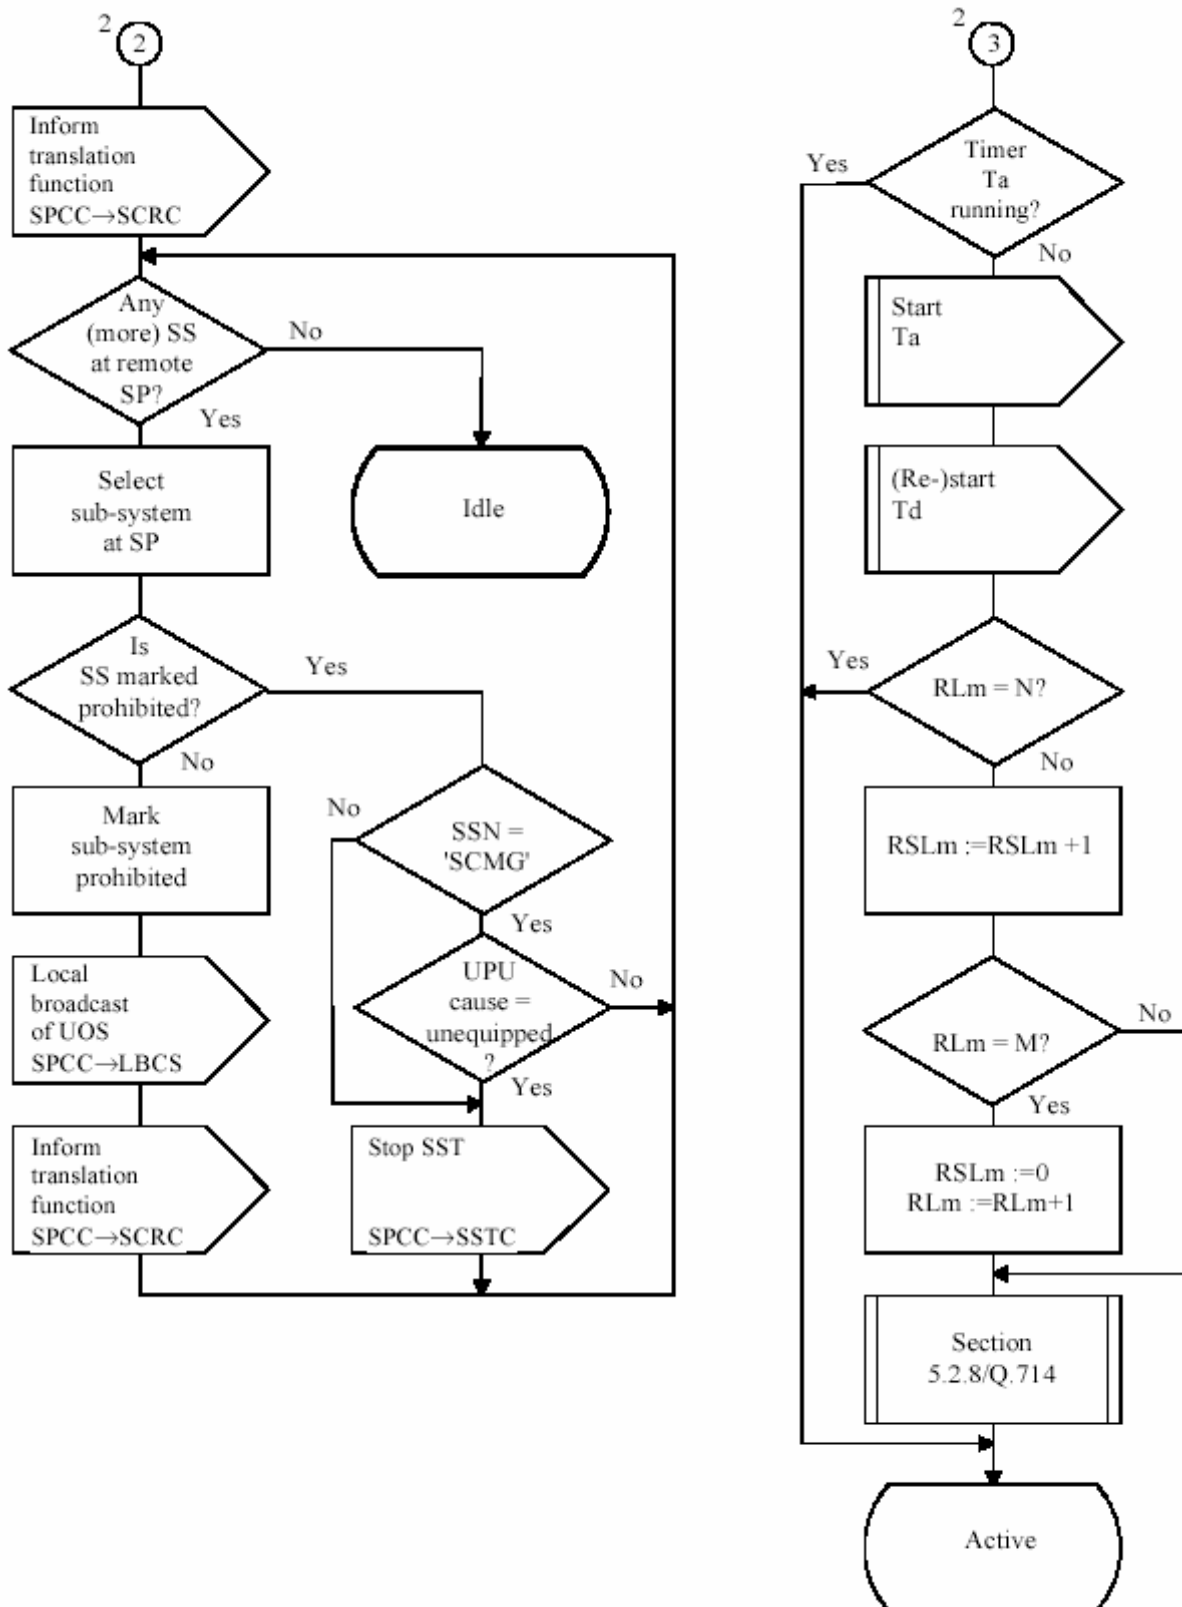 2
2
Inform
translation
function
SPCC→SCRC
Any
(more) SS
at remote
SP?
No
Yes
Select
sub-system
at SP
Idle
Is
SS marked
prohibited?
Yes
No
Mark
sub-system
prohibited
No
SSN =
'SCMG'
Yes
Local
broadcast
of UOS
SPCC→LBCS
UPU
cause =
unequipped
?
No
Yes
Inform
translation
function
SPCC→SCRC
Stop SST
SPCC→SSTC
2
3
Timer
Ta
running?
Yes
No
Start
Ta
(Re-)start
Td
Yes
RLm = N?
No
RSLm :=RSLm +1
RLm = M?
No
Yes
RSLm :=0
RLm :=RLm+1
Section
5.2.8/Q.714
Active